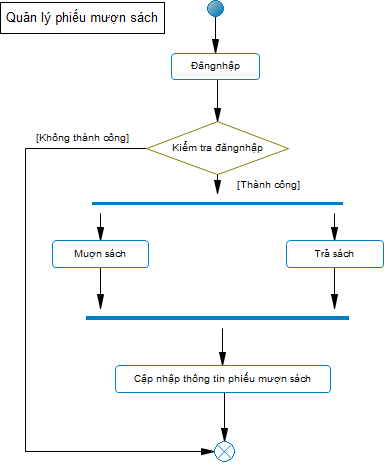 Quản lý phiếu mượn sách
Đăngnhập
[Không thành công]
Kiểm tra đăngnhập
[Thành công]
Muợn sách
Trả sách
Cập nhập thông tin phiếu mượn sách